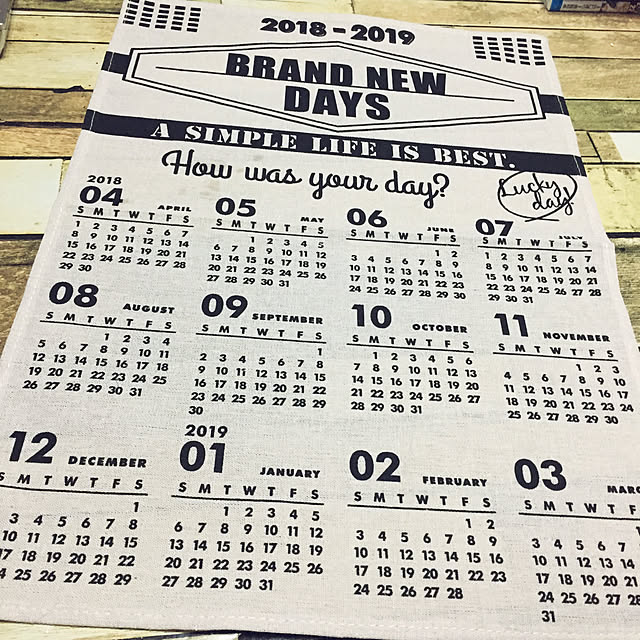 2018-2019
BRAND NEW
DAYS
A SIMPLE LIFE IS BEST.
How was your day?
Lucky
day!
2018
04 APRIL
S M T W T F S
1 2 3 4 5 6 7
8 9 10 11 12 13 14
15 16 17 18 19 20 21
22 23 24 25 26 27 28
29 30
05 MAY
S M T W T F S
1 2 3 4 5
6 7 8 9 10 11 12
13 14 15 16 17 18 19
20 21 22 23 24 25 26
27 28 29 30 31
06 JUNE
S M T W T F S
1 2
3 4 5 6 7 8 9
10 11 12 13 14 15 16
17 18 19 20 21 22 23
24 25 26 27 28 29 30
07 JULY
S M T W T F S
1 2 3 4 5 6 7
8 9 10 11 12 13 14
15 16 17 18 19 20 21
22 23 24 25 26 27 28
29 30 31
08 AUGUST
S M T W T F S
1 2 3 4
5 6 7 8 9 10 11
12 13 14 15 16 17 18
19 20 21 22 23 24 25
26 27 28 29 30 31
09 SEPTEMBER
S M T W T F S
1
2 3 4 5 6 7 8
9 10 11 12 13 14 15
16 17 18 19 20 21 22
23 24 25 26 27 28 29
30
10 OCTOBER
S M T W T F S
1 2 3 4 5 6
7 8 9 10 11 12 13
14 15 16 17 18 19 20
21 22 23 24 25 26 27
28 29 30 31
11 NOVEMBER
S M T W T F S
1 2 3
4 5 6 7 8 9 10
11 12 13 14 15 16 17
18 19 20 21 22 23 24
25 26 27 28 29 30
12 DECEMBER
S M T W T F S
1
3 4 5 6 7 8
10 11 12 13 14 15
17 18 19 20 21 22
24 25 26 27 28 29
31
2019
01 JANUARY
S M T W T F S
1 2 3 4 5
6 7 8 9 10 11 12
13 14 15 16 17 18 19
20 21 22 23 24 25 26
27 28 29 30 31
02 FEBRUARY
S M T W T F S
1 2
3 4 5 6 7 8 9
10 11 12 13 14 15 16
17 18 19 20 21 22 23
24 25 26 27 28
03 MARC
S M T W T F S
1
3 4 5 6 7
10 11 12 13 14
17 18 19 20 21
24 25 26 27 28
31